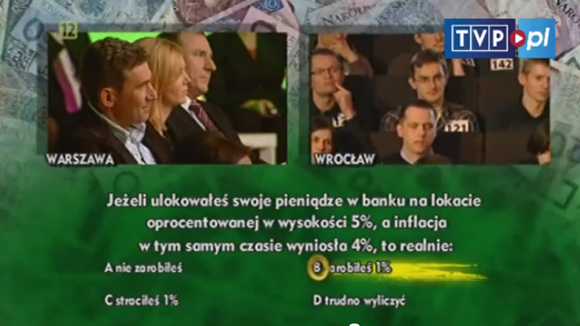 12
TVP.pl
142
121
WARSZAWA
WROCŁAW
Jeżeli ulokowałeś swoje pieniądze w banku na lokacie
oprocentowanej w wysokości 5%, a inflacja
w tym samym czasie wyniosła 4%, to realnie:
A nie zarobiłeś
B zarobiłeś 1%
C straciłeś 1%
D trudno wyliczyć